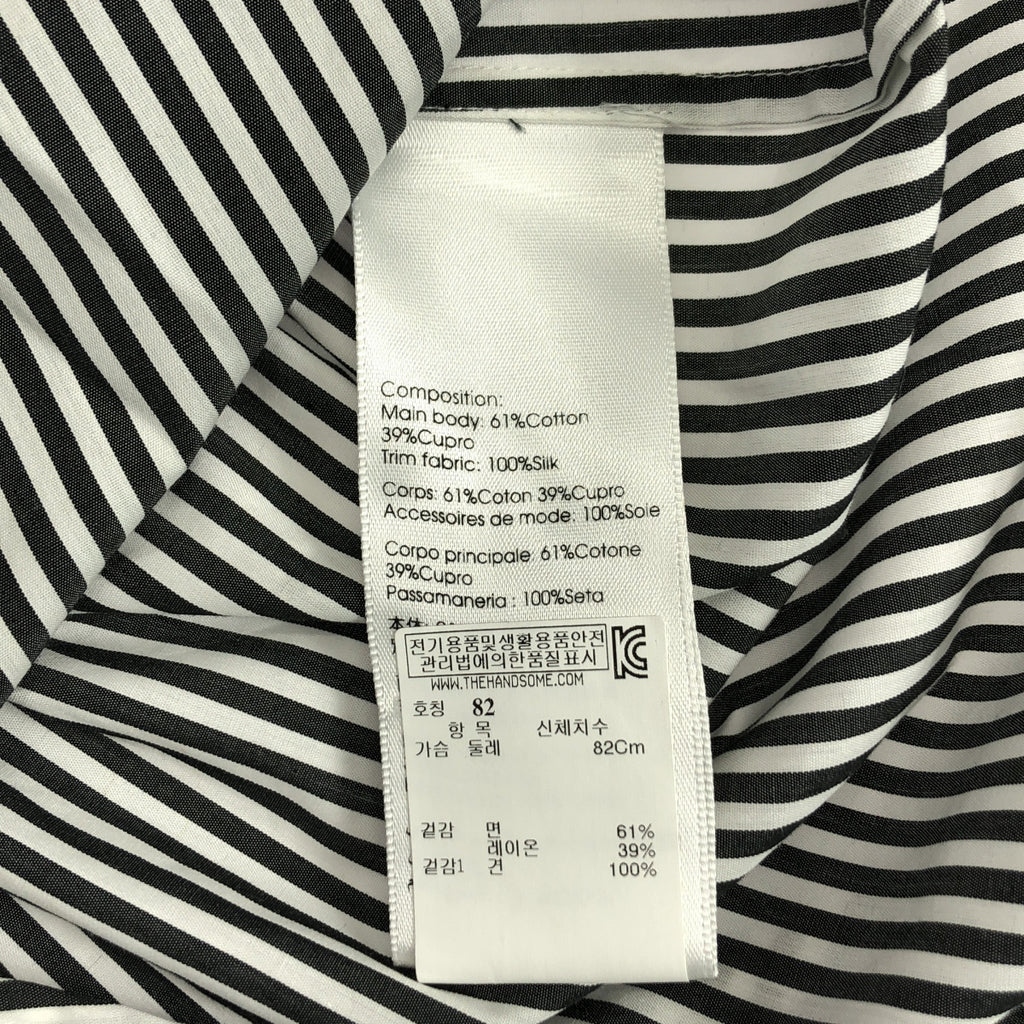 Composition:
Main body: 61%Cotton
39%Cupro
Trim fabric: 100%Silk
Corps: 61%Coton 39%Cupro
Accessoires de mode: 100%Soie
Corpo principale: 61%Cotone
39%Cupro
Passamaneria : 100%Seta
本体:
전기용품및생활용품안전
관리법에의한품질표시
WWW.THEHANDSOME.COM
호칭 82
항 목 신체치수
가슴 둘레 82Cm
겉감 면 61%
레이온 39%
겉감1 견 100%